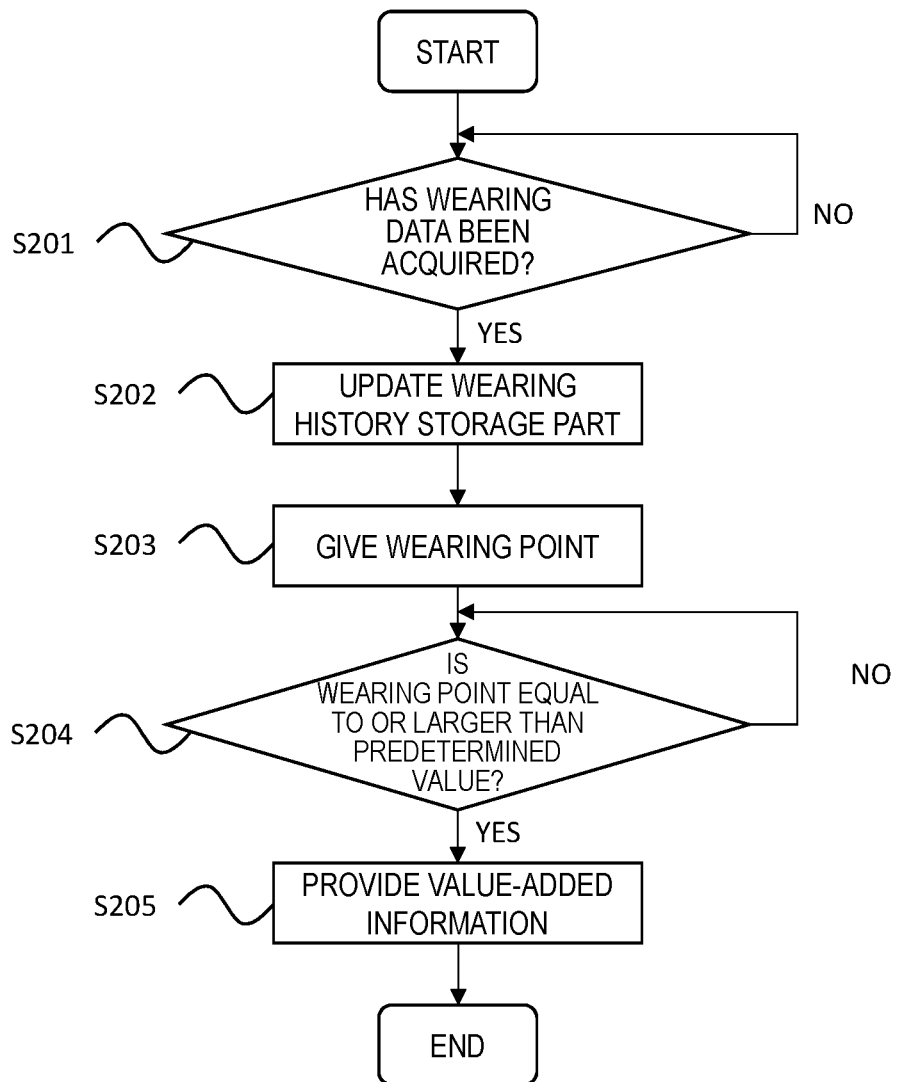 START
HAS WEARING
DATA BEEN
ACQUIRED?
NO
S201
YES
UPDATE WEARING
HISTORY STORAGE PART
S202
GIVE WEARING POINT
S203
IS
WEARING POINT EQUAL
TO OR LARGER THAN
PREDETERMINED
VALUE?
NO
S204
YES
PROVIDE VALUE-ADDED
INFORMATION
S205
END